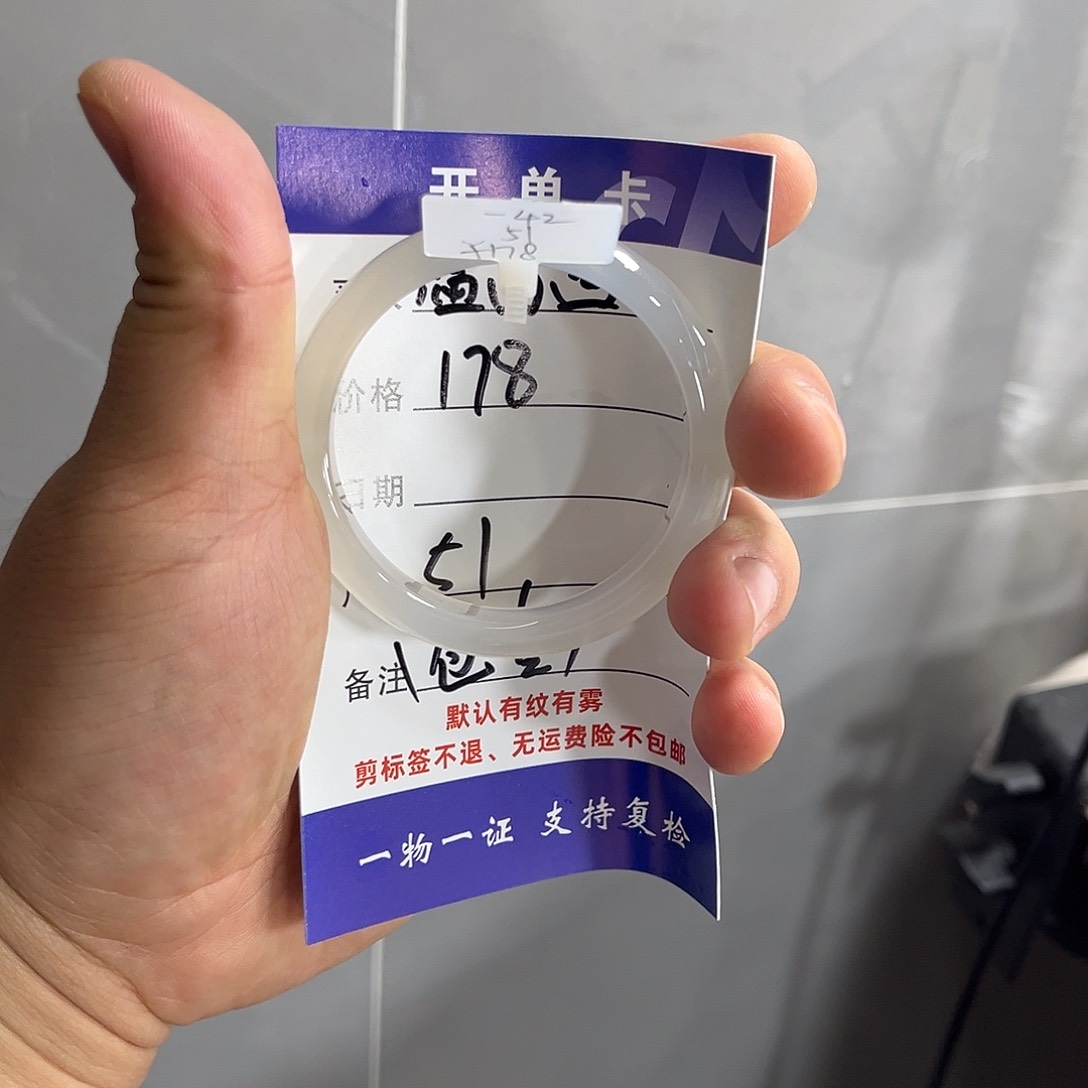 开单卡
-42
51
+178
价格 178
日期
51,
备注
默认有纹有雾
剪标签不退、无运费险不包邮
一物一证 支持复检